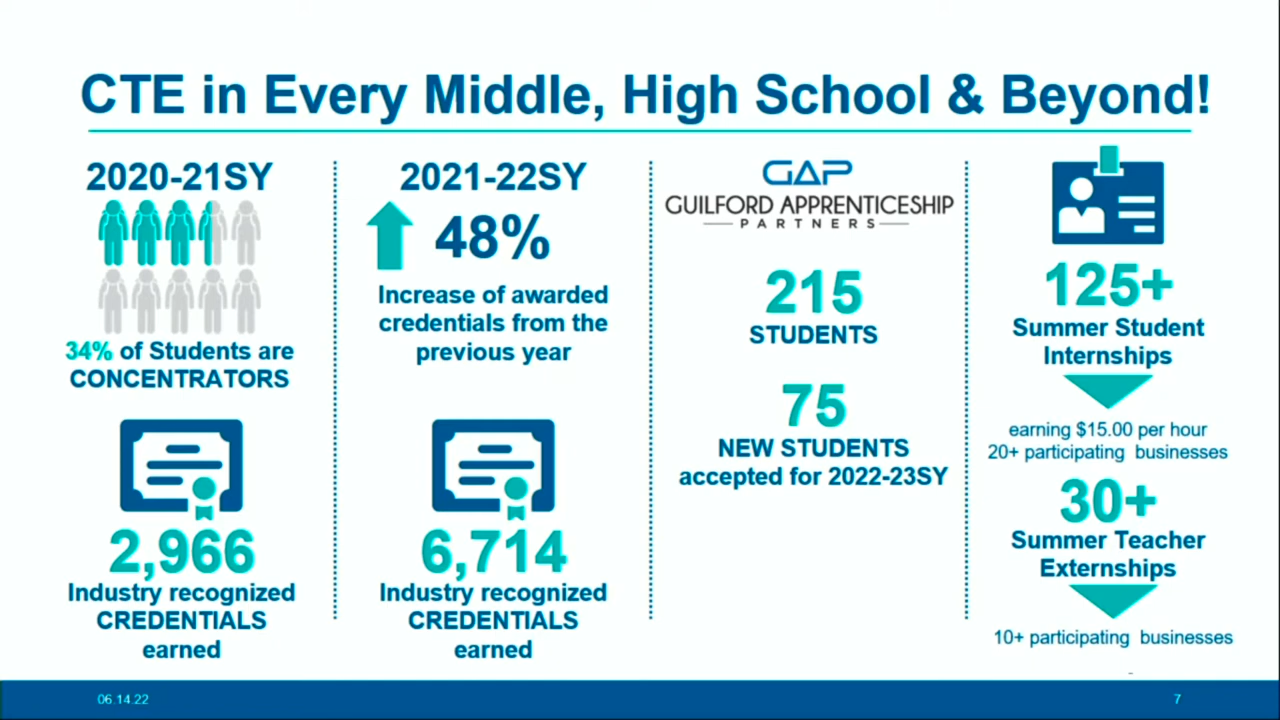 CTE in Every Middle, High School & Beyond!
2020-21SY
34% of Students are
CONCENTRATORS
2,966
Industry recognized
CREDENTIALS
earned
2021-22SY
48%
Increase of awarded
credentials from the
previous year
6,714
Industry recognized
CREDENTIALS
earned
GAP
GUILFORD APPRENTICESHIP
PARTNERS
215
STUDENTS
75
NEW STUDENTS
accepted for 2022-23SY
125+
Summer Student
Internships
earning $15.00 per hour
20+ participating businesses
30+
Summer Teacher
Externships
10+ participating businesses
06.14.22
7